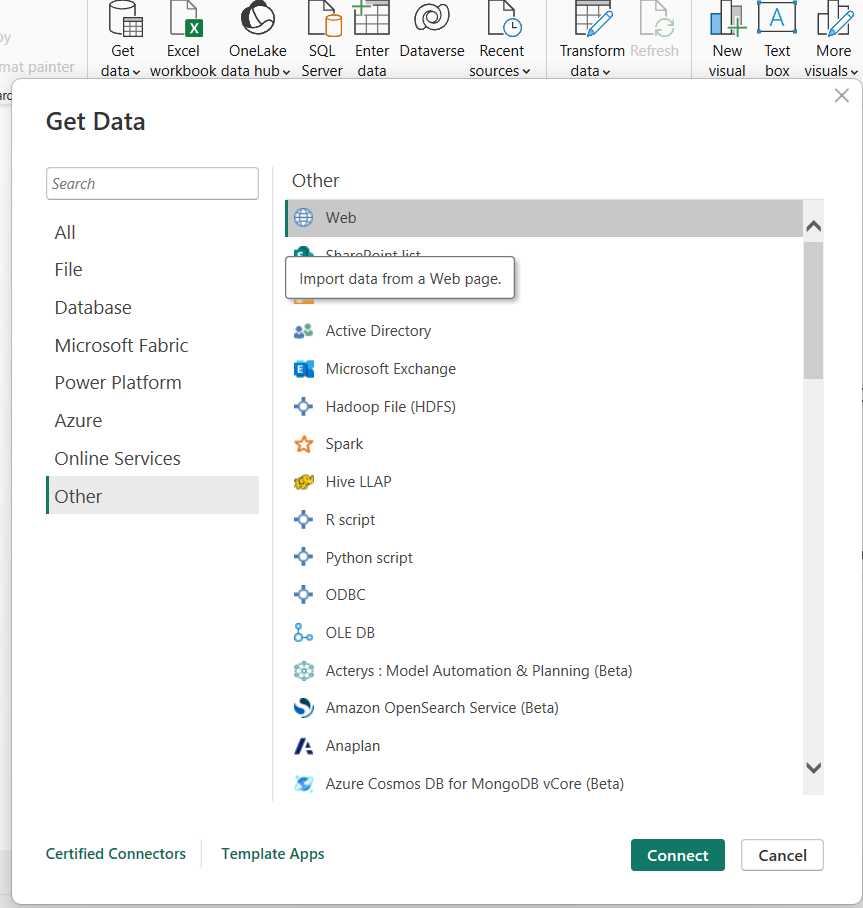 py
mat painter
Get data
Excel workbook
OneLake data hub
SQL Server
Enter data
Dataverse
Recent sources
Transform data
Refresh
New visual
Text box
More visuals
Get Data
Search
All
File
Database
Microsoft Fabric
Power Platform
Azure
Online Services
Other
Other
Web
SharePoint list
Import data from a Web page.
Active Directory
Microsoft Exchange
Hadoop File (HDFS)
Spark
Hive LLAP
R script
Python script
ODBC
OLE DB
Acterys : Model Automation & Planning (Beta)
Amazon OpenSearch Service (Beta)
Anaplan
Azure Cosmos DB for MongoDB vCore (Beta)
Certified Connectors
Template Apps
Connect
Cancel